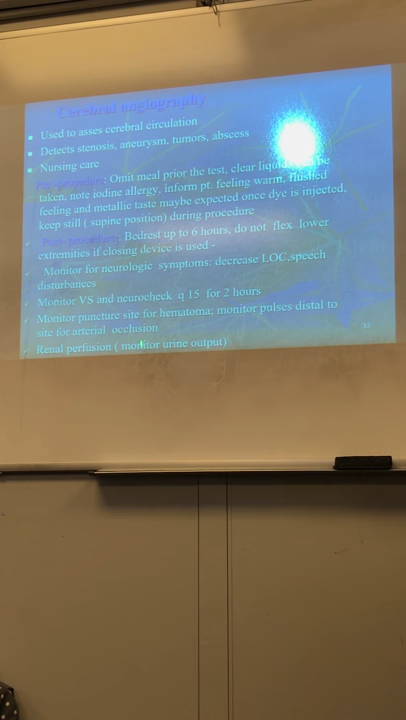 Cerebral angiography
Used to asses cerebral circulation
Detects stenosis, aneurysm, tumors, abscess
Nursing care
Pre-procedure: Omit meal prior the test, clear liquid can be
taken, note iodine allergy, inform pt. feeling warm, flushed
feeling and metallic taste maybe expected once dye is injected,
keep still ( supine position) during procedure
Post- procedure: Bedrest up to 6 hours, do not flex lower
extremities if closing device is used -
Monitor for neurologic symptoms: decrease LOC,speech
disturbances
Monitor VS and neurocheck q 15 for 2 hours
Monitor puncture site for hematoma; monitor pulses distal to
site for arterial occlusion
Renal perfusion ( monitor urine output)